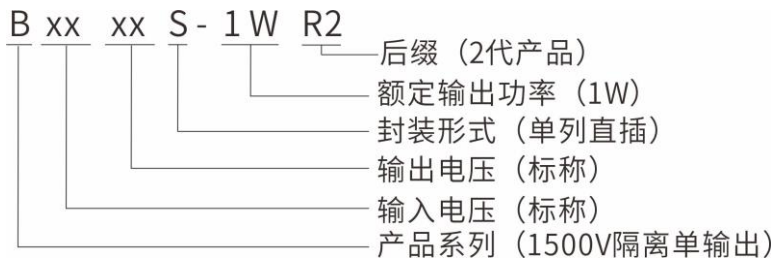 B xx xx S - 1W R2
后缀（2代产品）
额定输出功率（1W）
封装形式（单列直插）
输出电压（标称）
输入电压（标称）
产品系列（1500V隔离单输出）